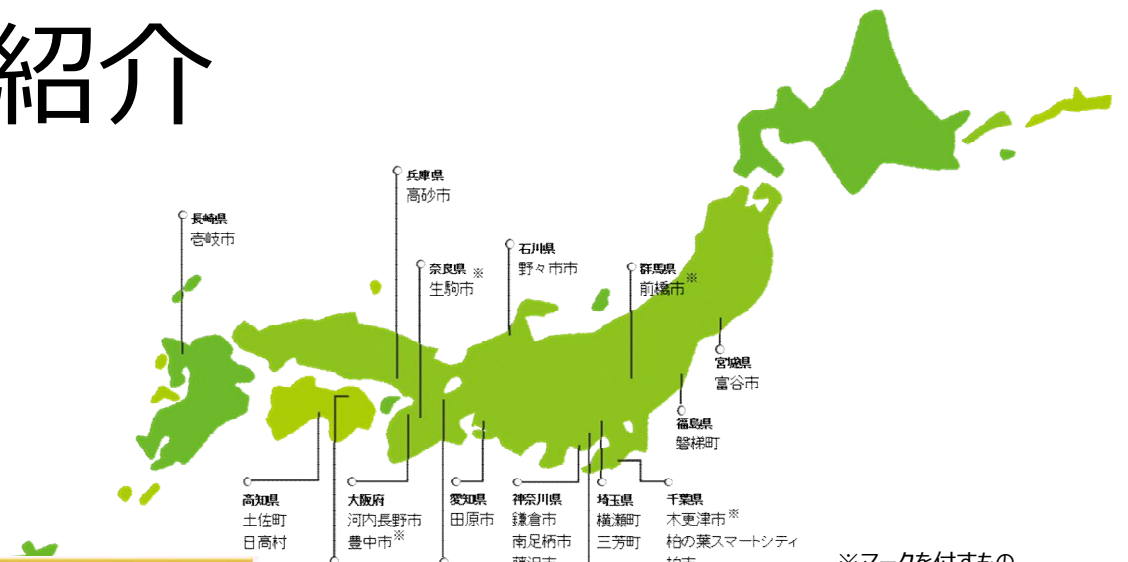 紹介
兵庫県
高砂市
長崎県
壱岐市
奈良県 ※
生駒市
石川県
野々市市
群馬県
前橋市※
宮城県
富谷市
福島県
磐梯町
高知県
土佐町
日高村
大阪府
河内長野市
豊中市※
愛知県
田原市
神奈川県
鎌倉市
南足柄市
藤沢市
埼玉県
横瀬町
三芳町
千葉県
木更津市※
柏の葉スマートシティ
柏市
※マークを付すもの